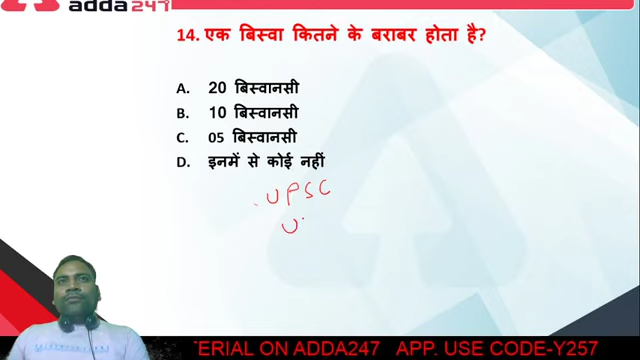 adda247
14. एक बिस्वा कितने के बराबर होता है?
A. 20 बिस्वानसी
B. 10 बिस्वानसी
C. 05 बिस्वानसी
D. इनमें से कोई नहीं
UPSC
U
TERIAL ON ADDA247 APP. USE CODE-Y257